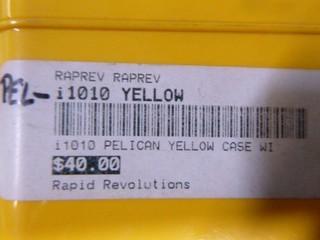 RAPREV RAPREV
PEL- i1010 YELLOW
i1010 PELICAN YELLOW CASE WI
$40.00
Rapid Revolutions